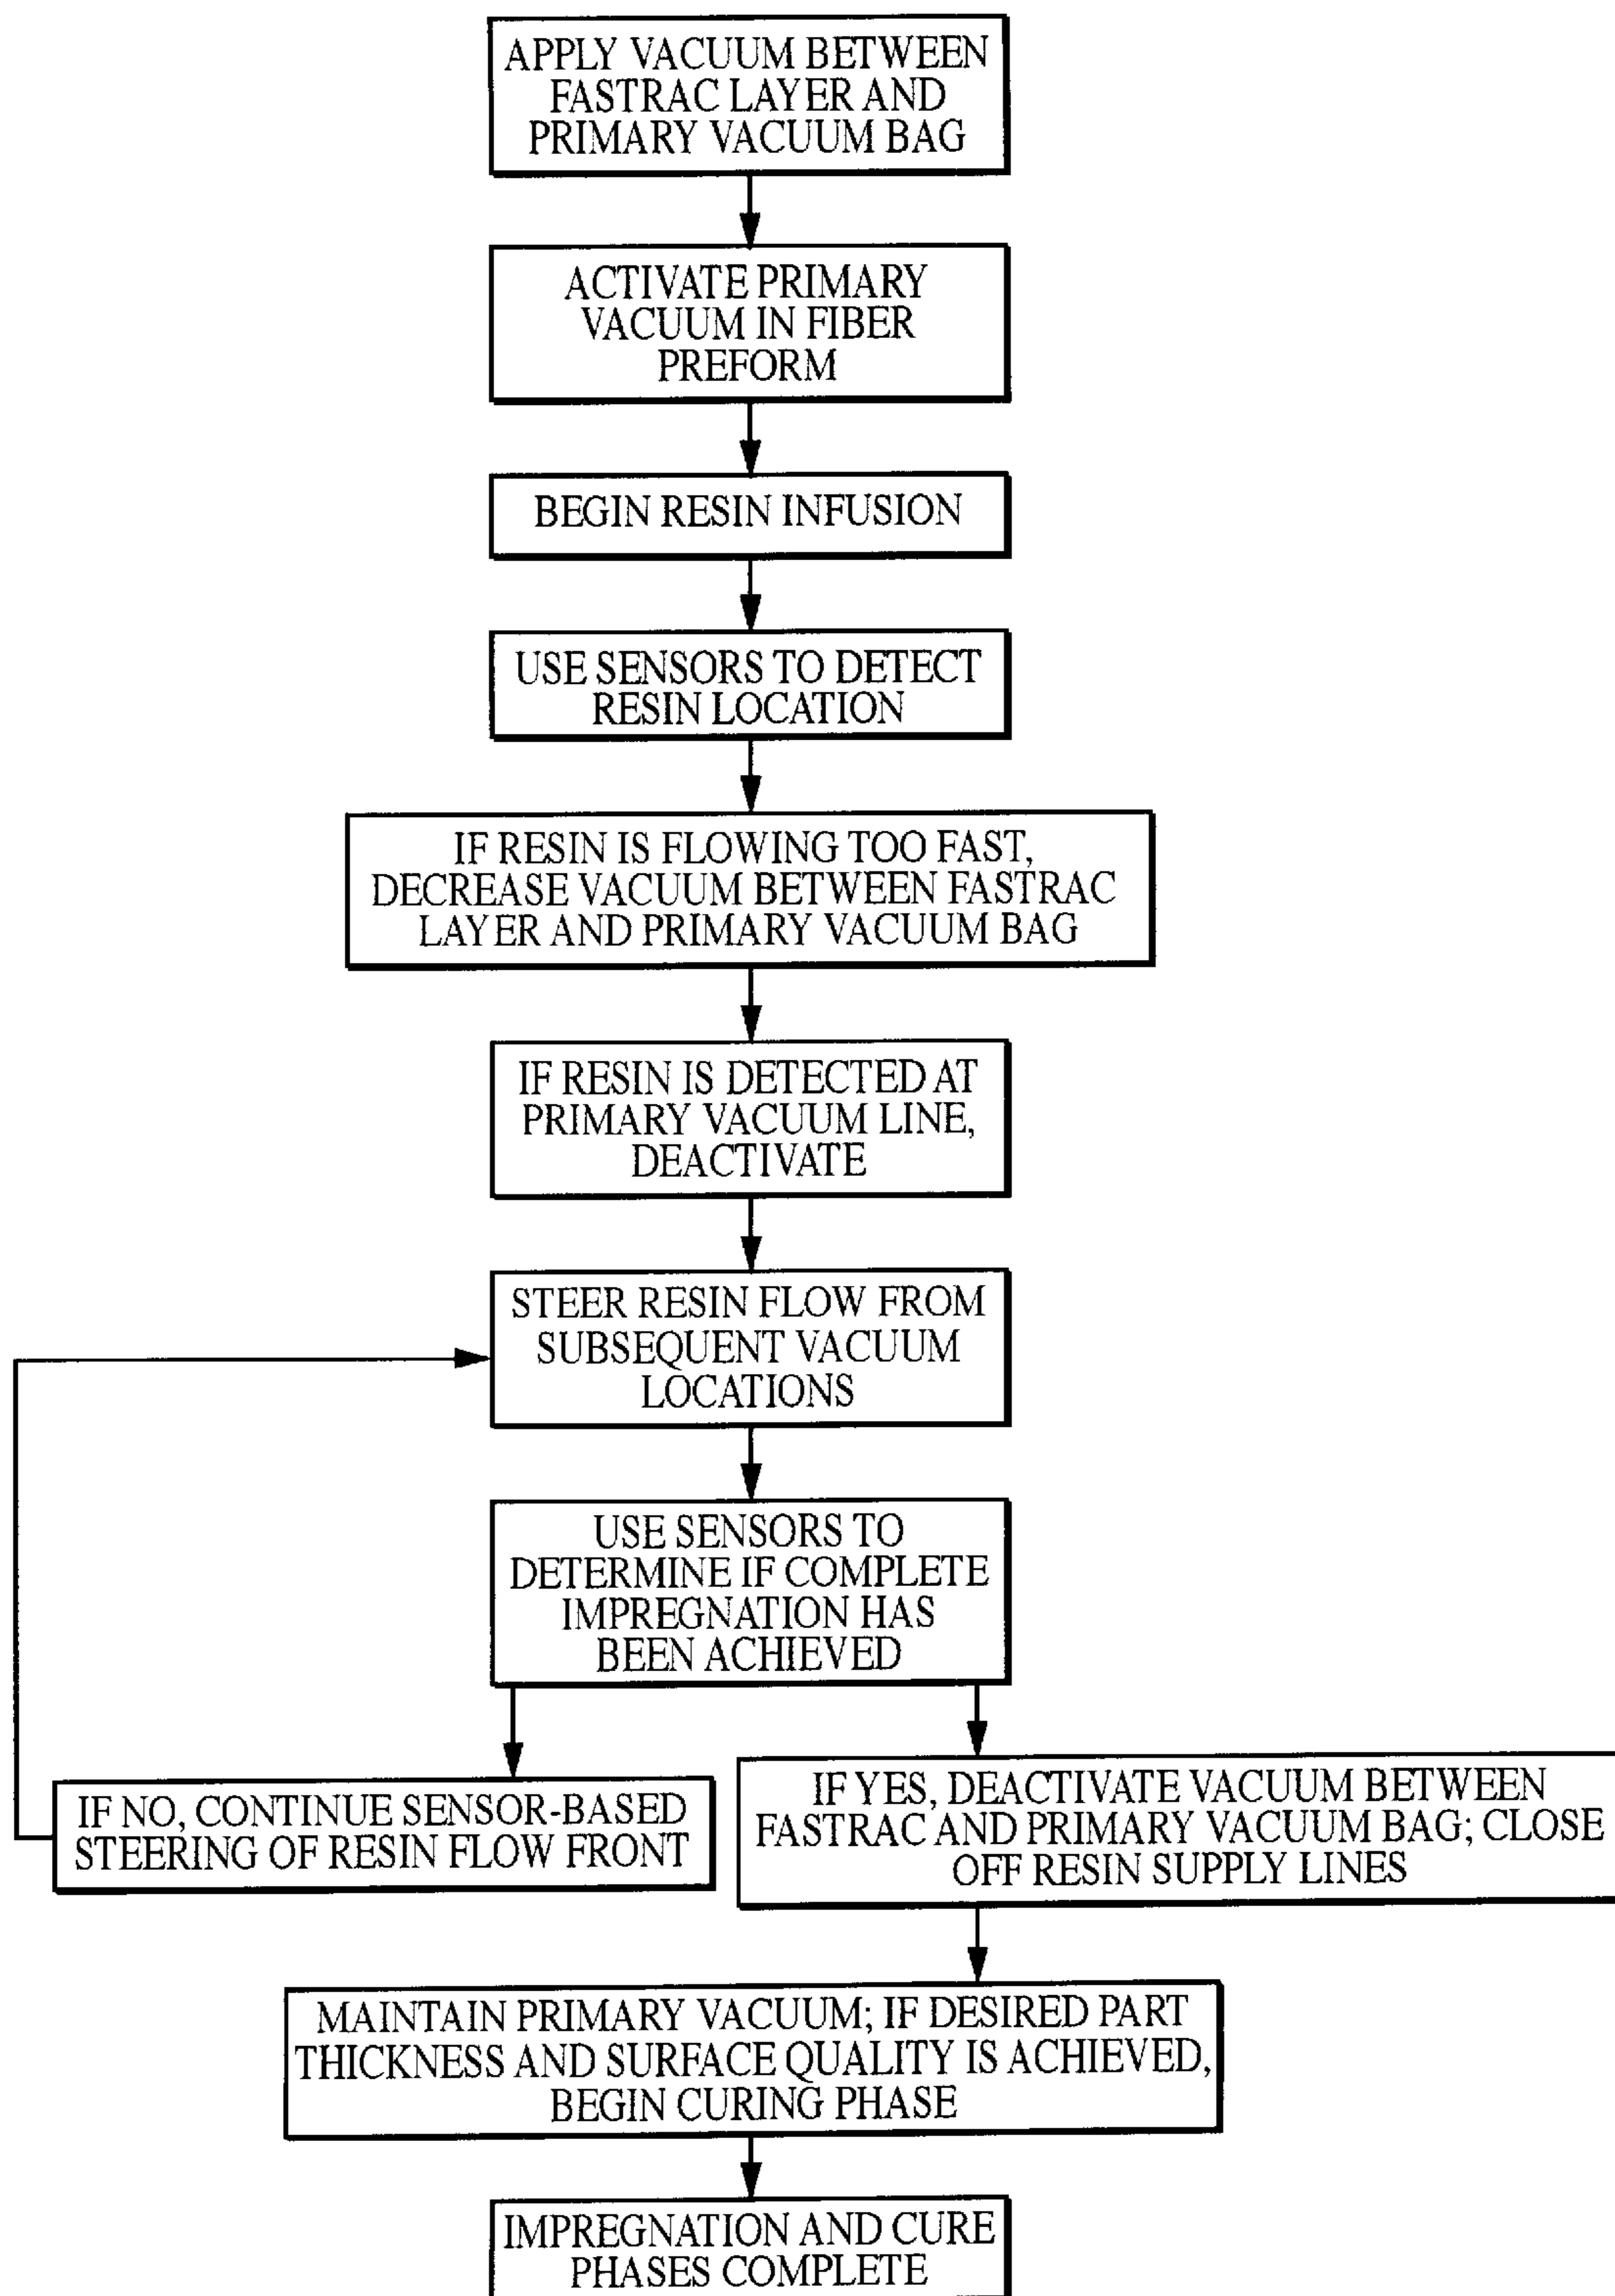 APPLY VACUUM BETWEEN
FASTRAC LAYER AND
PRIMARY VACUUM BAG
ACTIVATE PRIMARY
VACUUM IN FIBER
PREFORM
BEGIN RESIN INFUSION
USE SENSORS TO DETECT
RESIN LOCATION
IF RESIN IS FLOWING TOO FAST,
DECREASE VACUUM BETWEEN FASTRAC
LAYER AND PRIMARY VACUUM BAG
IF RESIN IS DETECTED AT
PRIMARY VACUUM LINE,
DEACTIVATE
STEER RESIN FLOW FROM
SUBSEQUENT VACUUM
LOCATIONS
USE SENSORS TO
DETERMINE IF COMPLETE
IMPREGNATION HAS
BEEN ACHIEVED
IF NO, CONTINUE SENSOR-BASED
STEERING OF RESIN FLOW FRONT
IF YES, DEACTIVATE VACUUM BETWEEN
FASTRAC AND PRIMARY VACUUM BAG; CLOSE
OFF RESIN SUPPLY LINES
MAINTAIN PRIMARY VACUUM; IF DESIRED PART
THICKNESS AND SURFACE QUALITY IS ACHIEVED,
BEGIN CURING PHASE
IMPREGNATION AND CURE
PHASES COMPLETE